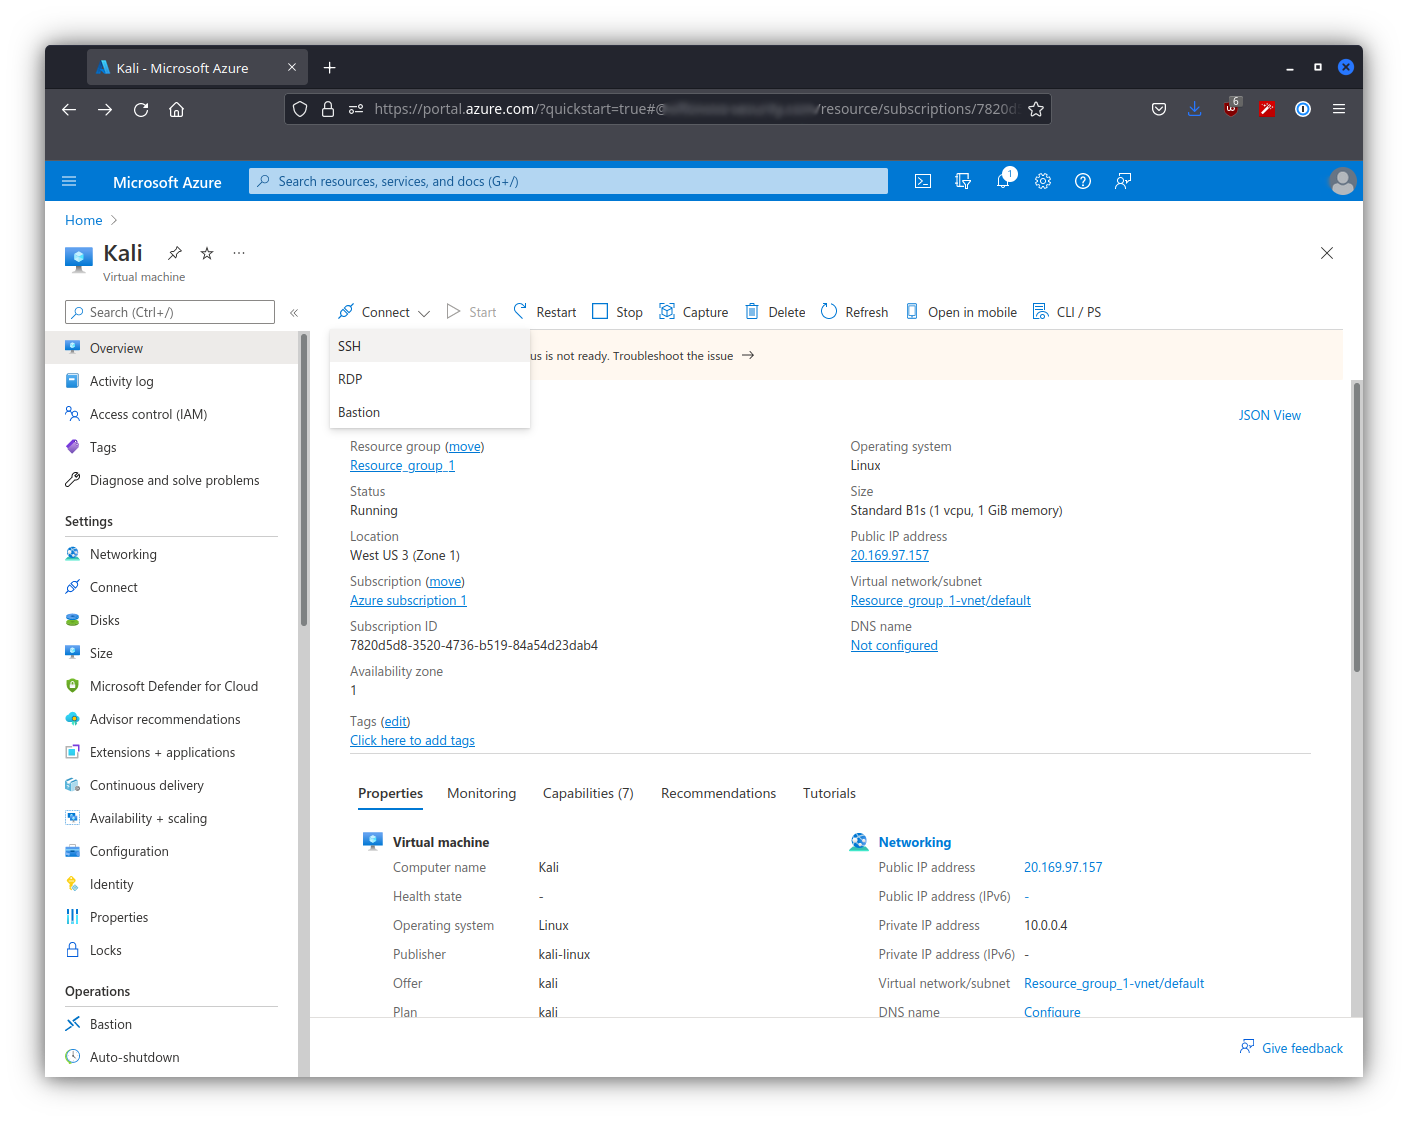 Kali - Microsoft Azure
https://portal.azure.com/?quickstart=true#@ /resource/subscriptions/7820d
6
Microsoft Azure
Search resources, services, and docs (G+/)
1
Home
Kali
Virtual machine
Search (Ctrl+/)
Connect Start Restart Stop Capture Delete Refresh Open in mobile CLI / PS
SSH
RDP
Bastion
us is not ready. Troubleshoot the issue →
JSON View
Overview
Activity log
Access control (IAM)
Tags
Diagnose and solve problems
Settings
Networking
Connect
Disks
Size
Microsoft Defender for Cloud
Advisor recommendations
Extensions + applications
Continuous delivery
Availability + scaling
Configuration
Identity
Properties
Locks
Operations
Bastion
Auto-shutdown
Resource group (move)
Resource_group_1
Status
Running
Location
West US 3 (Zone 1)
Subscription (move)
Azure subscription 1
Subscription ID
7820d5d8-3520-4736-b519-84a54d23dab4
Availability zone
1
Tags (edit)
Click here to add tags
Operating system
Linux
Size
Standard B1s (1 vcpu, 1 GiB memory)
Public IP address
20.169.97.157
Virtual network/subnet
Resource_group_1-vnet/default
DNS name
Not configured
Properties Monitoring Capabilities (7) Recommendations Tutorials
Virtual machine
Computer name Kali
Health state -
Operating system Linux
Publisher kali-linux
Offer kali
Plan kali
Networking
Public IP address 20.169.97.157
Public IP address (IPv6) -
Private IP address 10.0.0.4
Private IP address (IPv6) -
Virtual network/subnet Resource_group_1-vnet/default
DNS name Configure
Give feedback